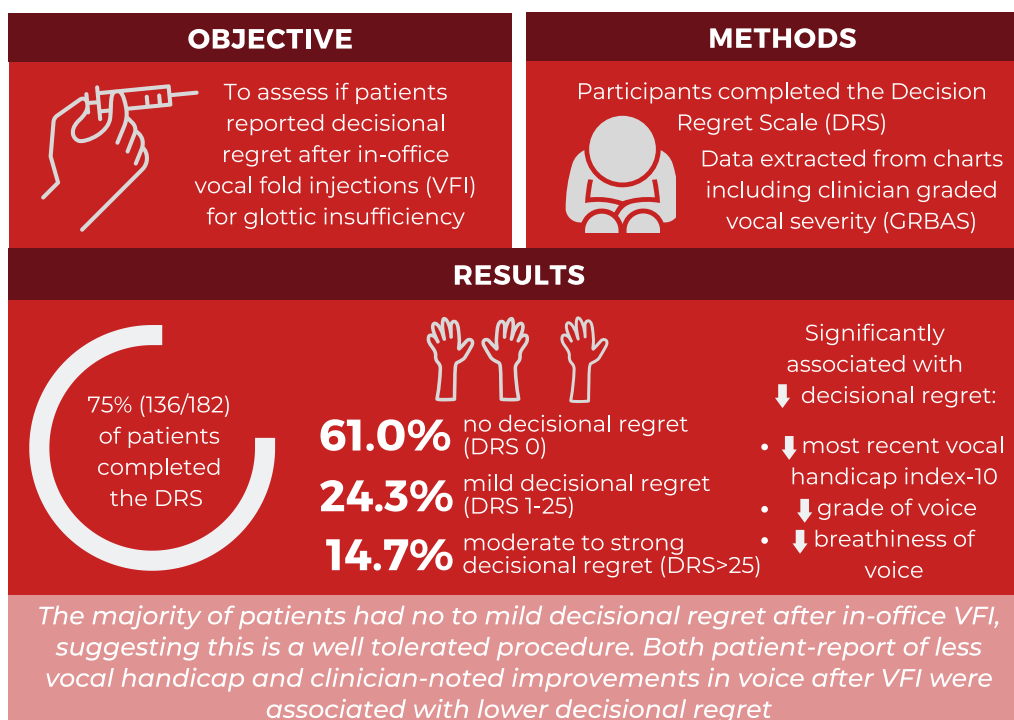 OBJECTIVE
To assess if patients
reported decisional
regret after in-office
vocal fold injections (VFI)
for glottic insufficiency
METHODS
Participants completed the Decision
Regret Scale (DRS)
Data extracted from charts
including clinician graded
vocal severity (GRBAS)
RESULTS
75% (136/182)
of patients
completed
the DRS
61.0% no decisional regret
(DRS 0)
24.3% mild decisional regret
(DRS 1-25)
14.7% moderate to strong
decisional regret (DRS>25)
Significantly
associated with
⬇ decisional regret:
• ⬇ most recent vocal
handicap index-10
• ⬇ grade of voice
• ⬇ breathiness of
voice
The majority of patients had no to mild decisional regret after in-office VFI,
suggesting this is a well tolerated procedure. Both patient-report of less
vocal handicap and clinician-noted improvements in voice after VFI were
associated with lower decisional regret